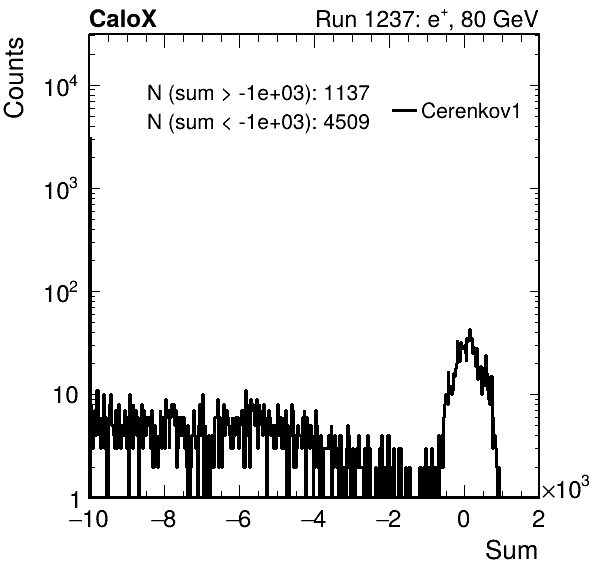 CaloX Run 1237: e⁺, 80 GeV
Counts
N (sum > -1e+03): 1137
N (sum < -1e+03): 4509
Cerenkov1
10⁴
10³
10²
10
1
−10 −8 −6 −4 −2 0 2
×10³
Sum